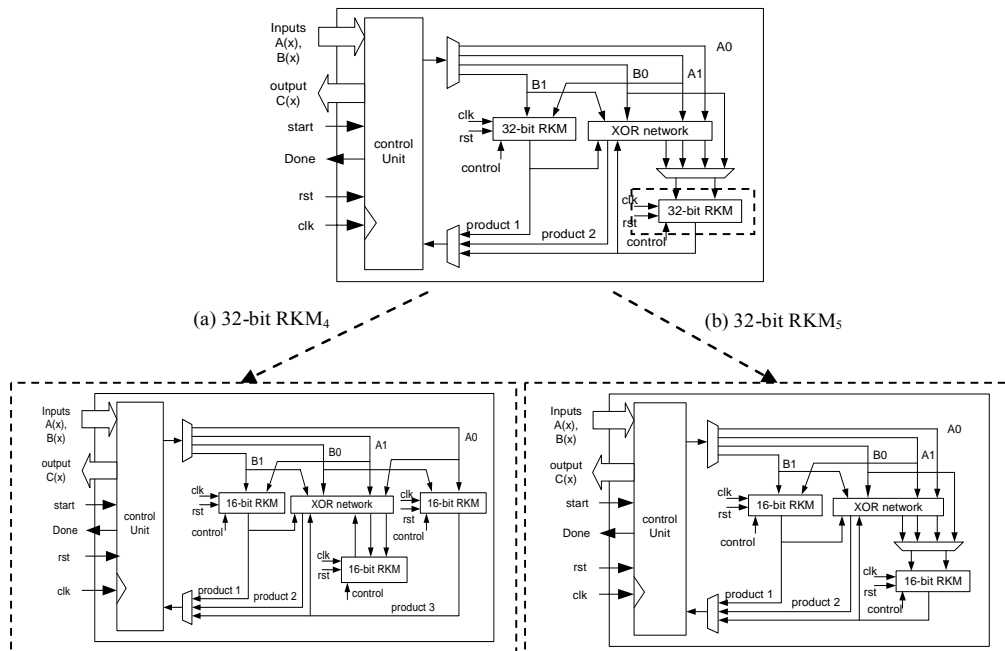 Inputs
A(x),
B(x)
output
C(x)
start
Done
rst
clk
control
Unit
A0
B0
A1
B1
clk
rst
32-bit RKM
XOR network
control
clk
rst
32-bit RKM
control
product 1
product 2
(a) 32-bit RKM₄
(b) 32-bit RKM₅
Inputs
A(x),
B(x)
output
C(x)
start
Done
rst
clk
control
Unit
A0
A1
B0
B1
clk
rst
16-bit RKM
XOR network
clk
rst
16-bit RKM
control
control
clk
rst
16-bit RKM
control
product 1
product 2
product 3
Inputs
A(x),
B(x)
output
C(x)
start
Done
rst
clk
control
Unit
A0
B0
A1
B1
clk
rst
16-bit RKM
XOR network
control
clk
rst
16-bit RKM
control
product 1
product 2